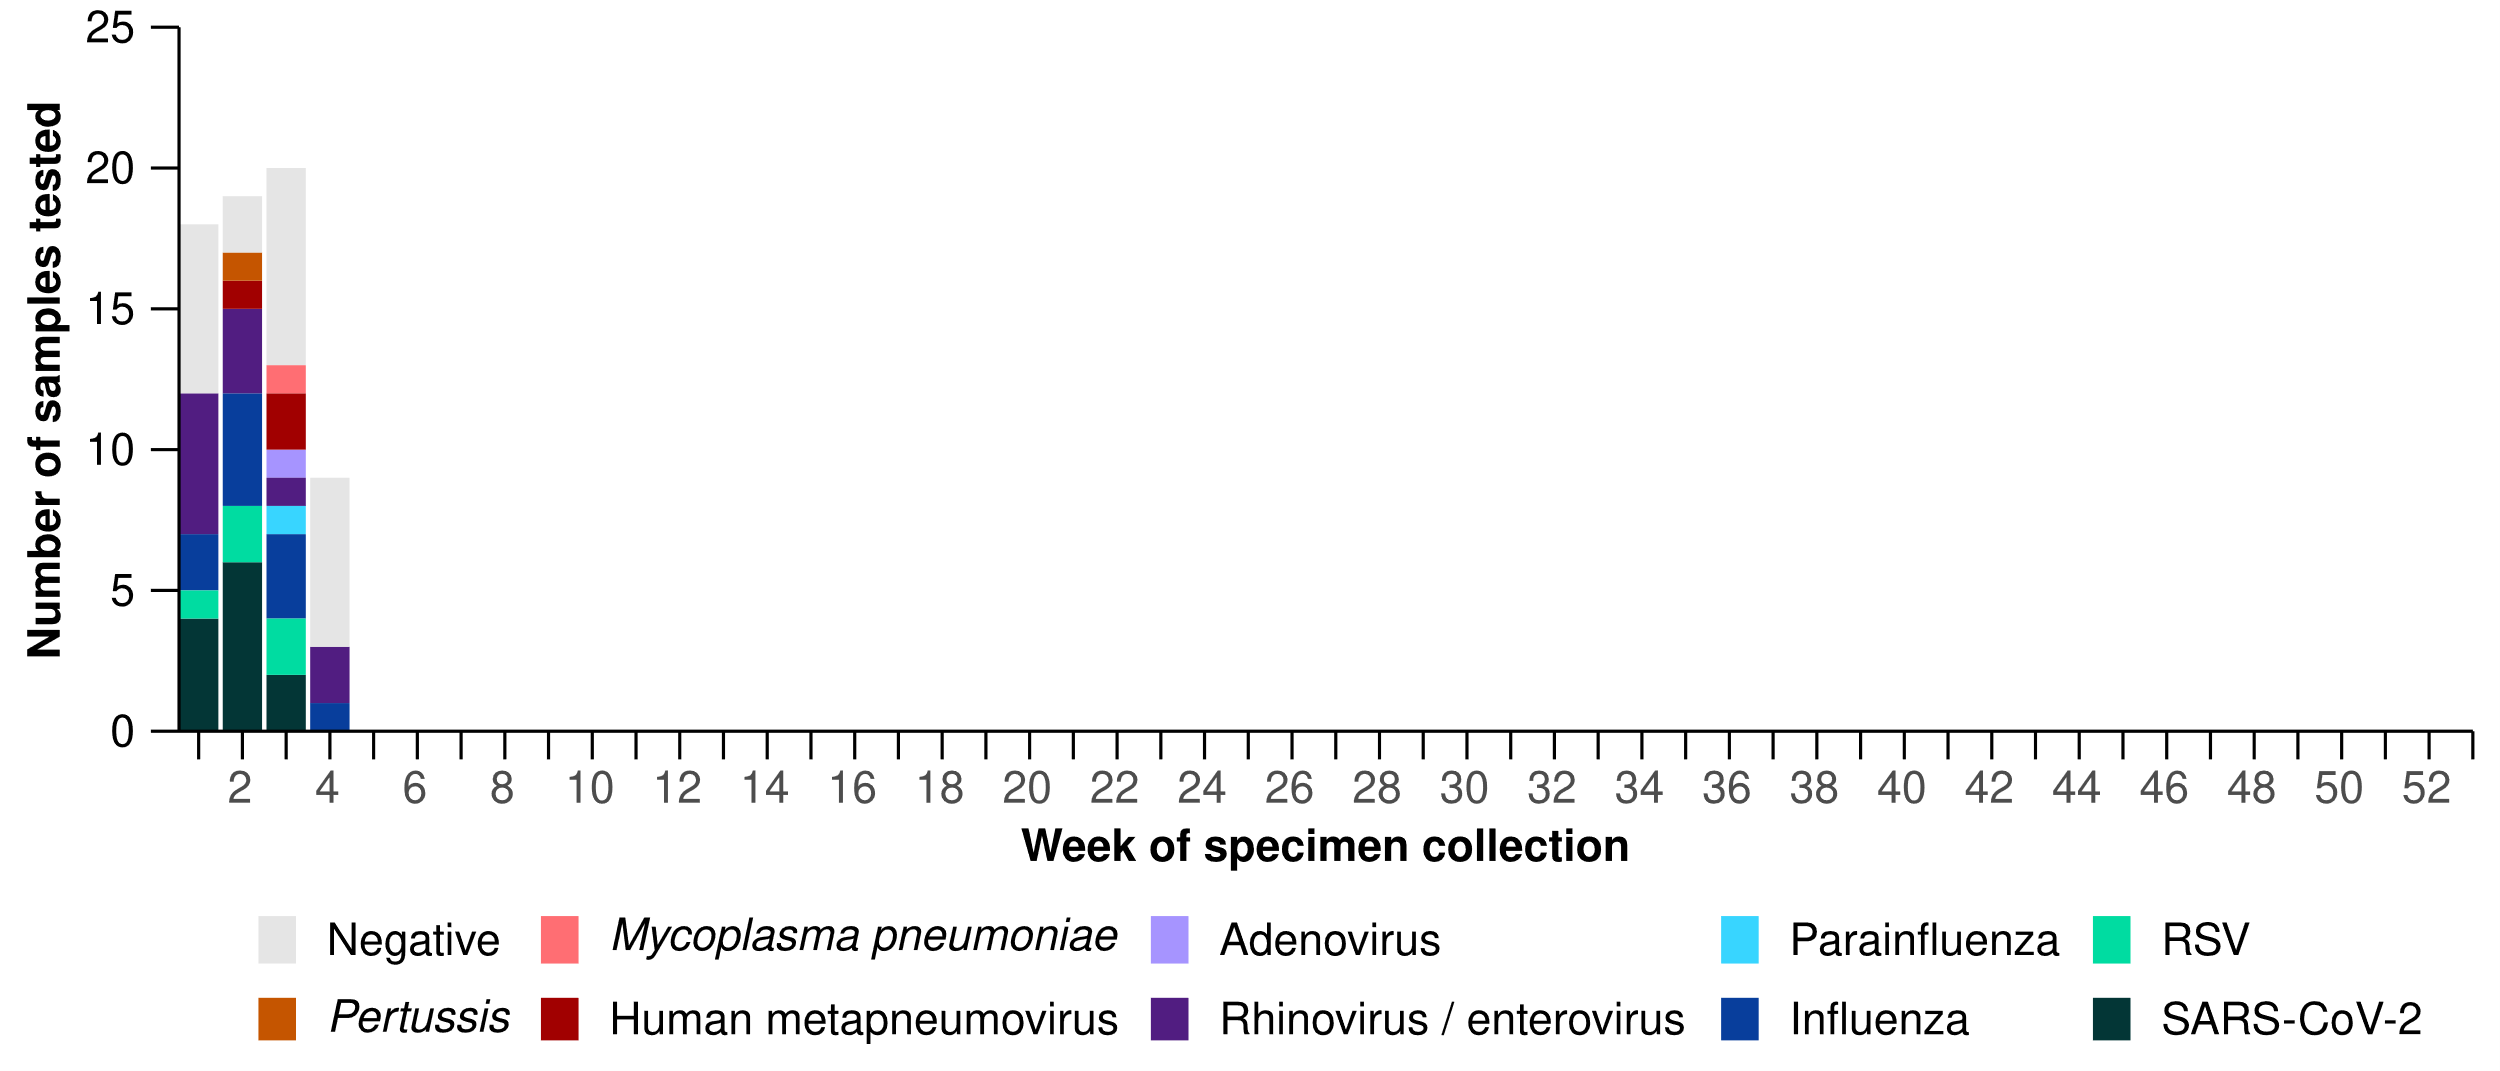 25
20
15
10
5
0
Number of samples tested
2 4 6 8 10 12 14 16 18 20 22 24 26 28 30 32 34 36 38 40 42 44 46 48 50 52
Week of specimen collection
Negative Mycoplasma pneumoniae Adenovirus Parainfluenza RSV
Pertussis Human metapneumovirus Rhinovirus / enterovirus Influenza SARS-CoV-2